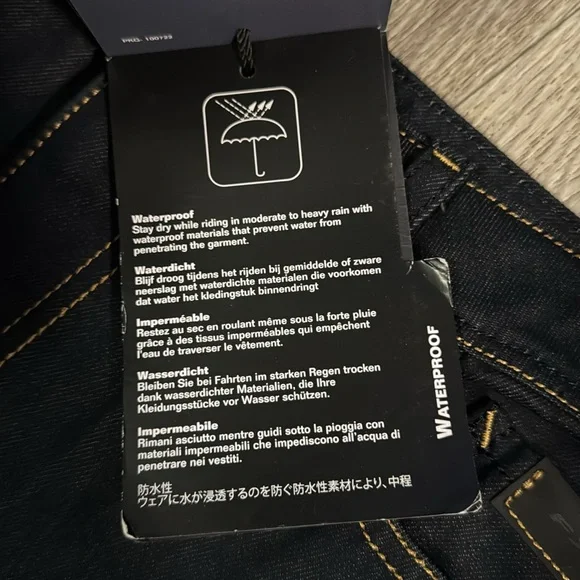 PKG. 100722
Waterproof
Stay dry while riding in moderate to heavy rain with
waterproof materials that prevent water from
penetrating the garment.
Waterdicht
Blijf droog tijdens het rijden bij gemiddelde of zware
neerslag met waterdichte materialen die voorkomen
dat water het kledingstuk binnendringt
Imperméable
Restez au sec en roulant même sous la forte pluie
grâce à des tissus imperméables qui empêchent
l'eau de traverser le vêtement.
Wasserdicht
Bleiben Sie bei Fahrten im starken Regen trocken
dank wasserdichter Materialien, die Ihre
Kleidungsstücke vor Wasser schützen.
Impermeabile
Rimani asciutto mentre guidi sotto la pioggia con
materiali impermeabili che impediscono all'acqua di
penetrare nei vestiti.
防水性
ウェアに水が浸透するのを防ぐ防水性素材により、中程
WATERPROOF